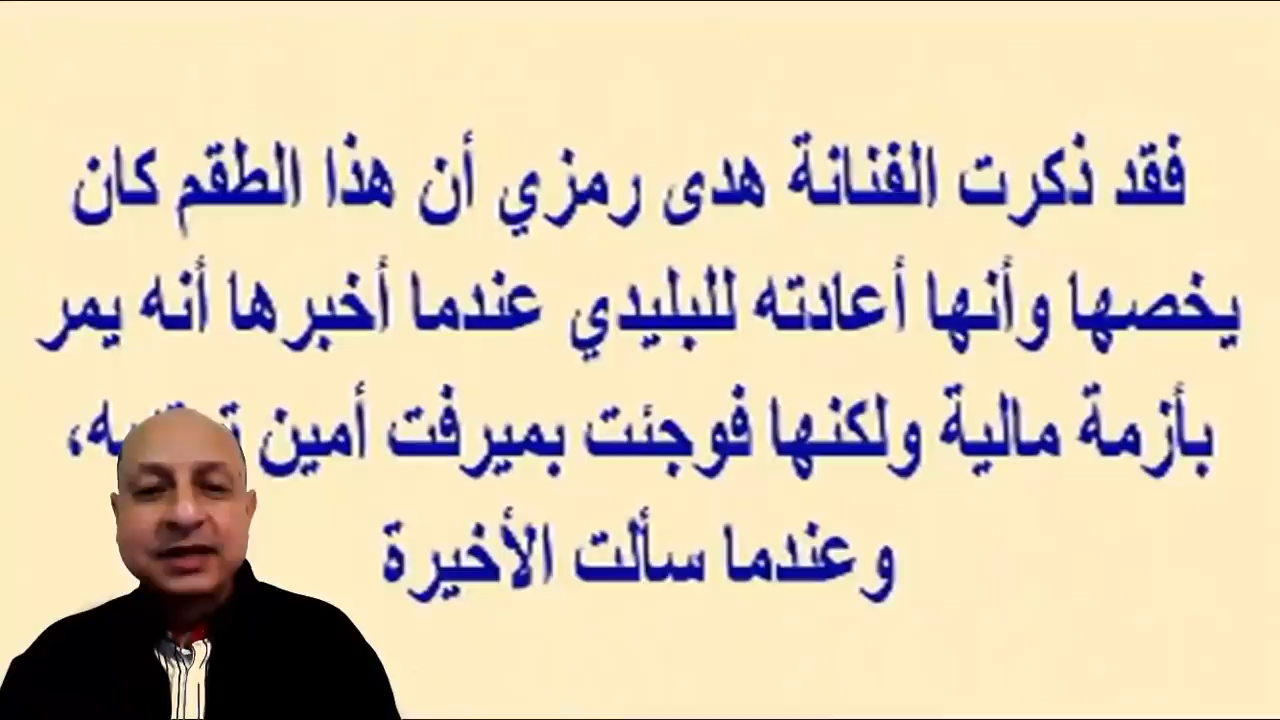 فقد ذكرت الفنانة هدى رمزي أن هذا الطقم كان
يخصها وأنها أعادته للبليدي عندما أخبرها أنه يمر
بأزمة مالية ولكنها فوجئت بميرفت أمين
وعندما سألت الأخيرة